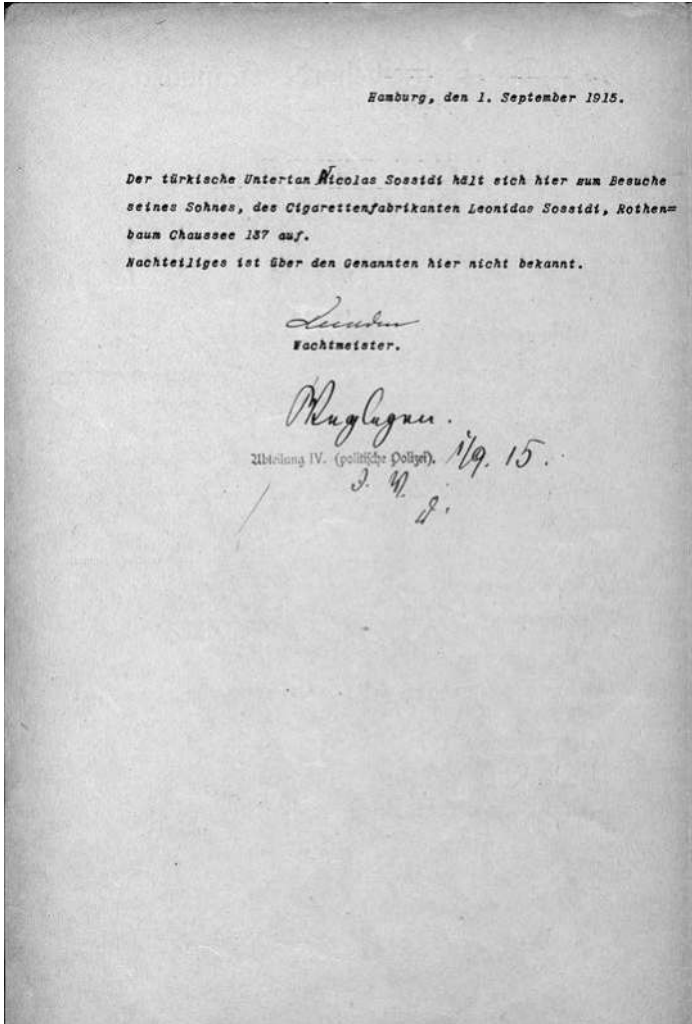 Hamburg, den 1. September 1915.
Der türkische Untertan Nicolas Sossidi hält sich hier zum Besuche
seines Sohnes, des Cigarettenfabrikanten Leonidas Sossidi, Rothen=
baum Chaussee 137 auf.
Nachteiliges ist über den Genannten hier nicht bekannt.
Wachtmeister.
Weglegen.
Abteilung IV. (politische Polizei). 1/9. 15.
J. V.